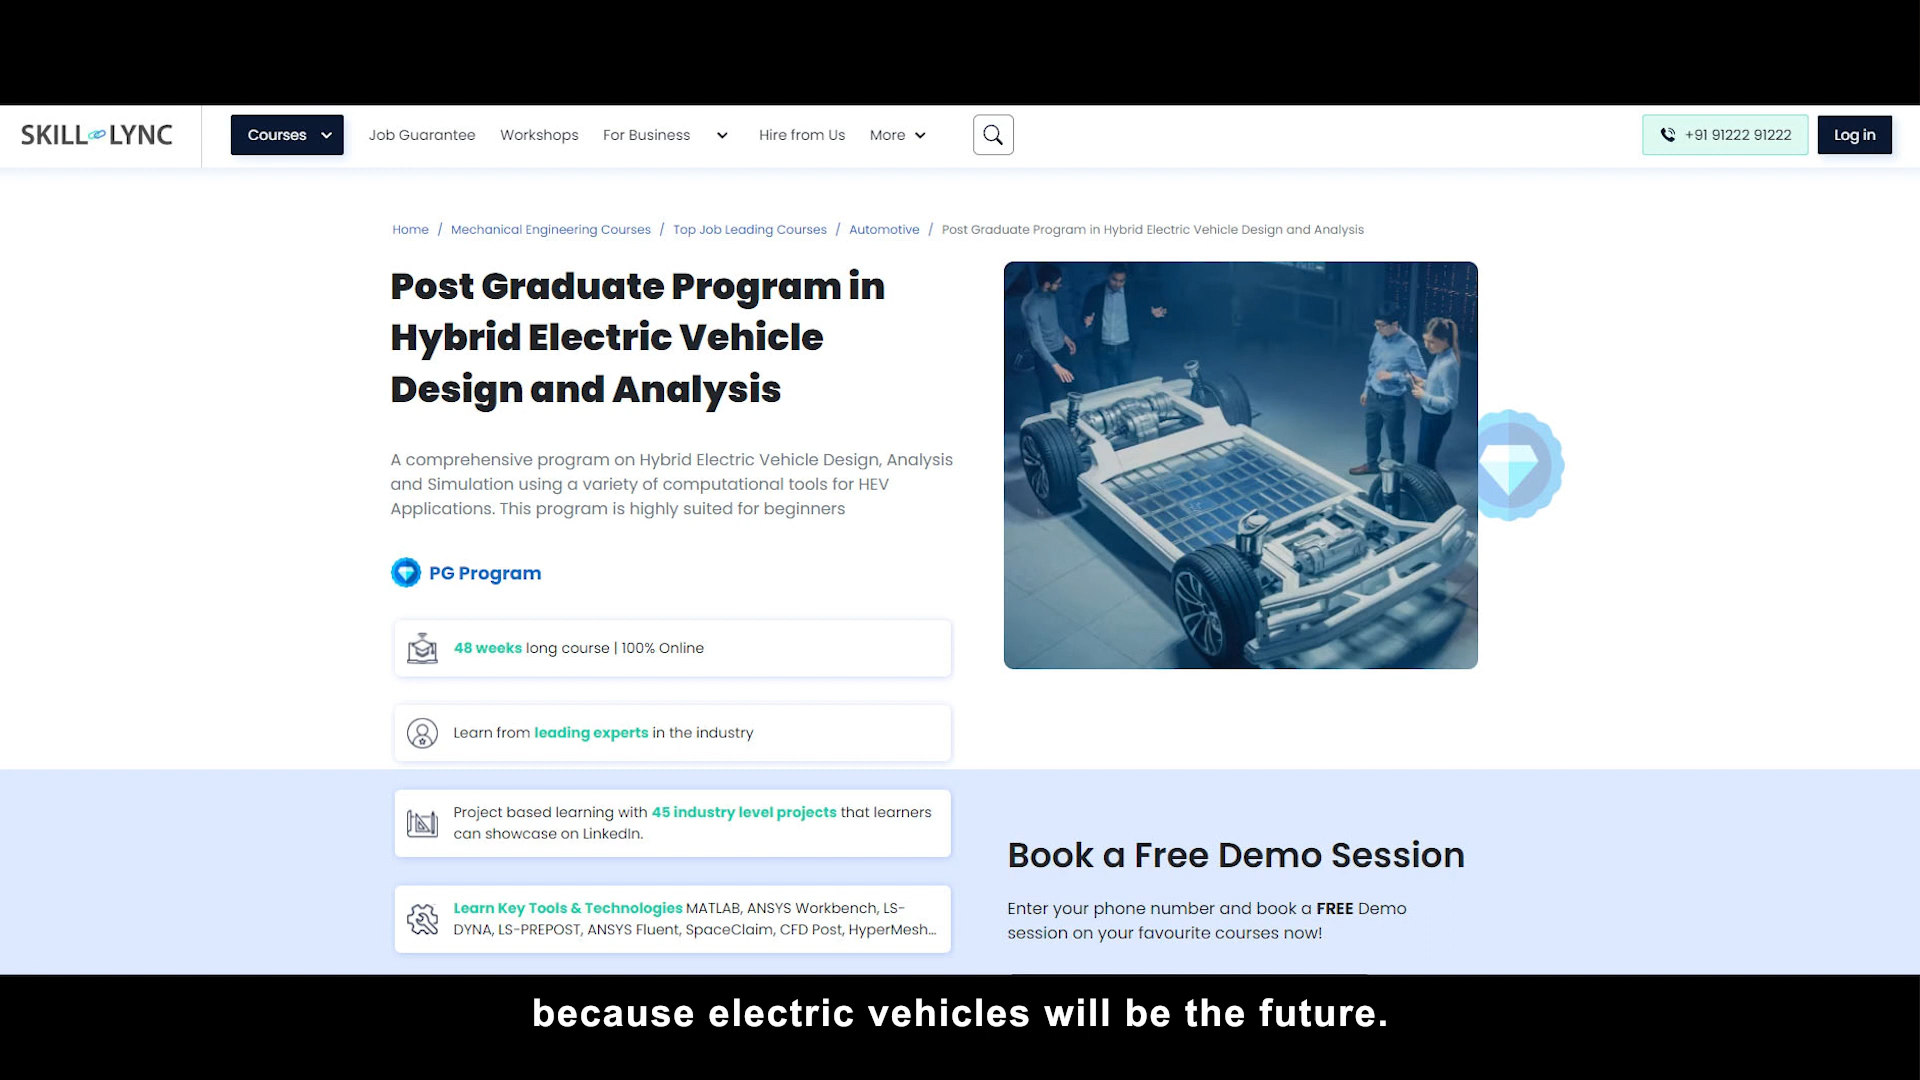 SKILL LYNC
Courses
Job Guarantee
Workshops
For Business
Hire from Us
More
+91 91222 91222
Log in
Home / Mechanical Engineering Courses / Top Job Leading Courses / Automotive / Post Graduate Program in Hybrid Electric Vehicle Design and Analysis
Post Graduate Program in
Hybrid Electric Vehicle
Design and Analysis
A comprehensive program on Hybrid Electric Vehicle Design, Analysis
and Simulation using a variety of computational tools for HEV
Applications. This program is highly suited for beginners
PG Program
48 weeks long course | 100% Online
Learn from leading experts in the industry
Project based learning with 45 industry level projects that learners
can showcase on LinkedIn.
Learn Key Tools & Technologies MATLAB, ANSYS Workbench, LS-
DYNA, LS-PREPOST, ANSYS Fluent, SpaceClaim, CFD Post, HyperMesh...
Book a Free Demo Session
Enter your phone number and book a FREE Demo
session on your favourite courses now!
because electric vehicles will be the future.